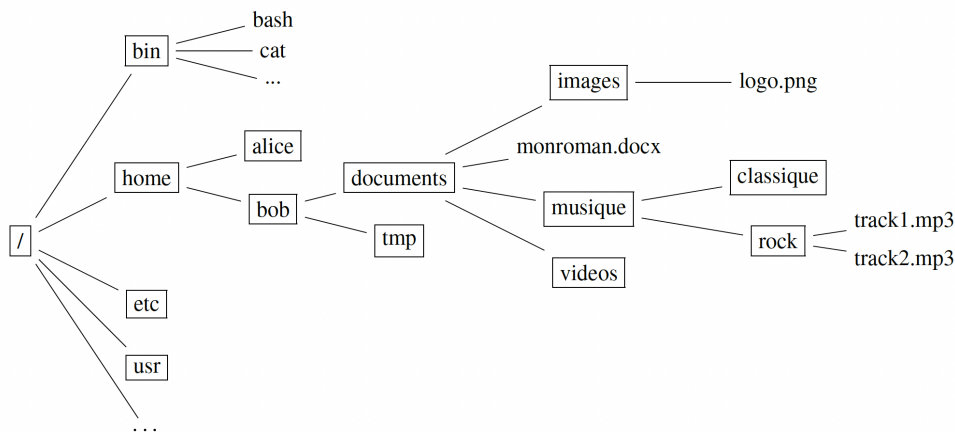 bash
bin
cat
...
images
logo.png
alice
monroman.docx
home
documents
classique
bob
musique
track1.mp3
/
tmp
rock
track2.mp3
videos
etc
usr
...